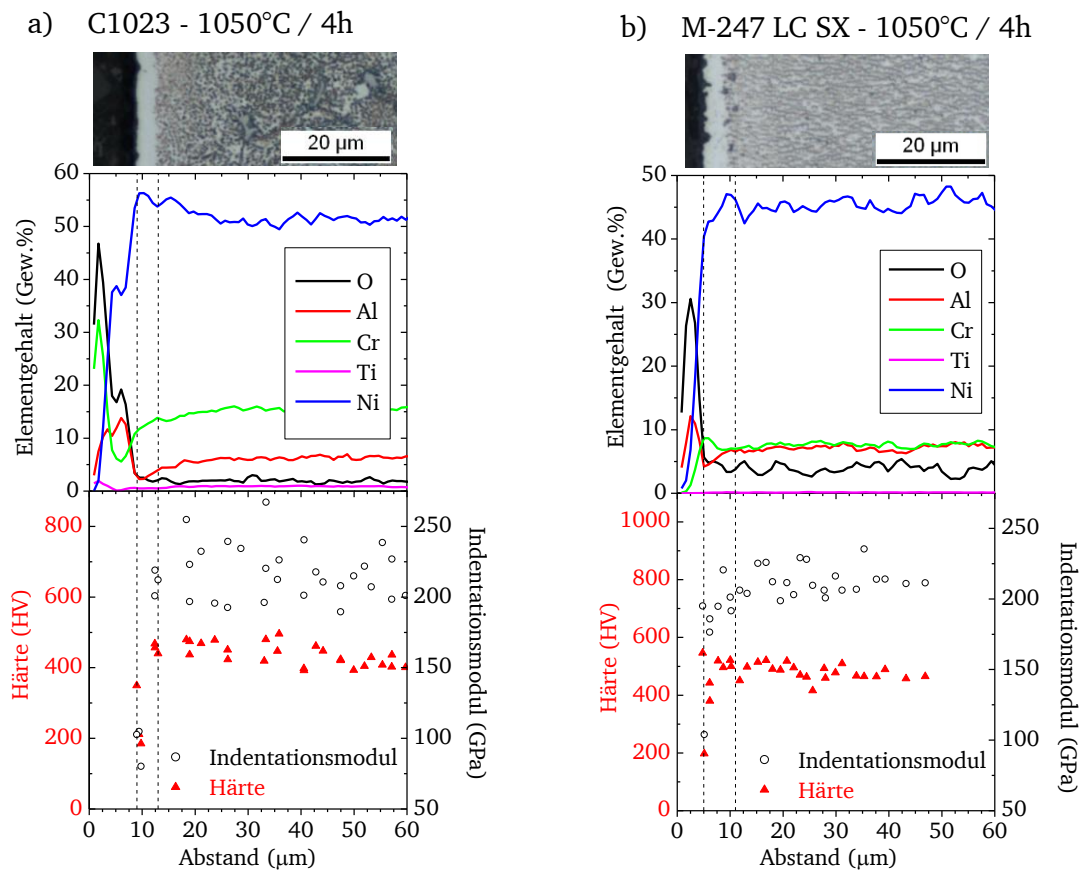 a) C1023 - 1050°C / 4h
20 µm
60
50
40
30
20
10
0
Elementgehalt (Gew.%)
O
Al
Cr
Ti
Ni
800
600
400
200
0
Härte (HV)
250
200
150
100
50
Indentationsmodul (GPa)
Indentationsmodul
Härte
0 10 20 30 40 50 60
Abstand (µm)
b) M-247 LC SX - 1050°C / 4h
20 µm
50
40
30
20
10
0
Elementgehalt (Gew.%)
O
Al
Cr
Ti
Ni
1000
800
600
400
200
0
Härte (HV)
250
200
150
100
50
Indentationsmodul (GPa)
Indentationsmodul
Härte
0 10 20 30 40 50 60
Abstand (µm)